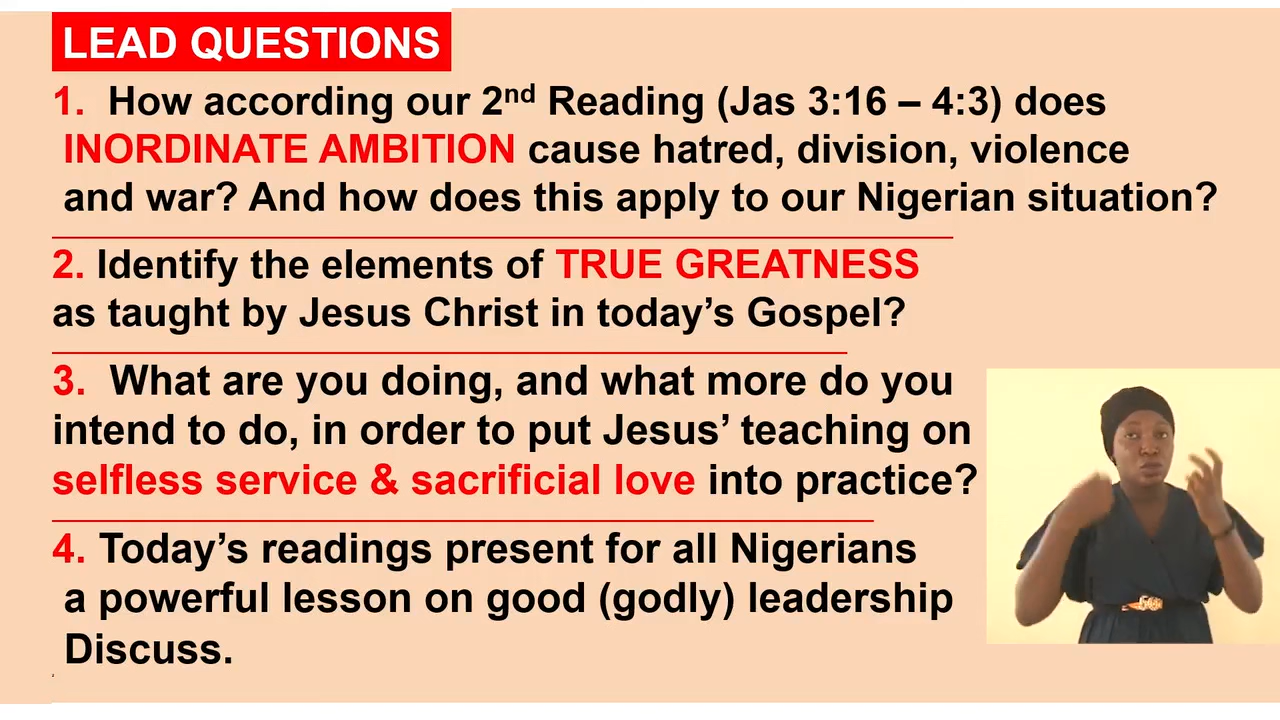 LEAD QUESTIONS
1. How according our 2nd Reading (Jas 3:16 – 4:3) does
INORDINATE AMBITION cause hatred, division, violence
and war? And how does this apply to our Nigerian situation?
2. Identify the elements of TRUE GREATNESS
as taught by Jesus Christ in today’s Gospel?
3. What are you doing, and what more do you
intend to do, in order to put Jesus’ teaching on
selfless service & sacrificial love into practice?
4. Today’s readings present for all Nigerians
a powerful lesson on good (godly) leadership
Discuss.